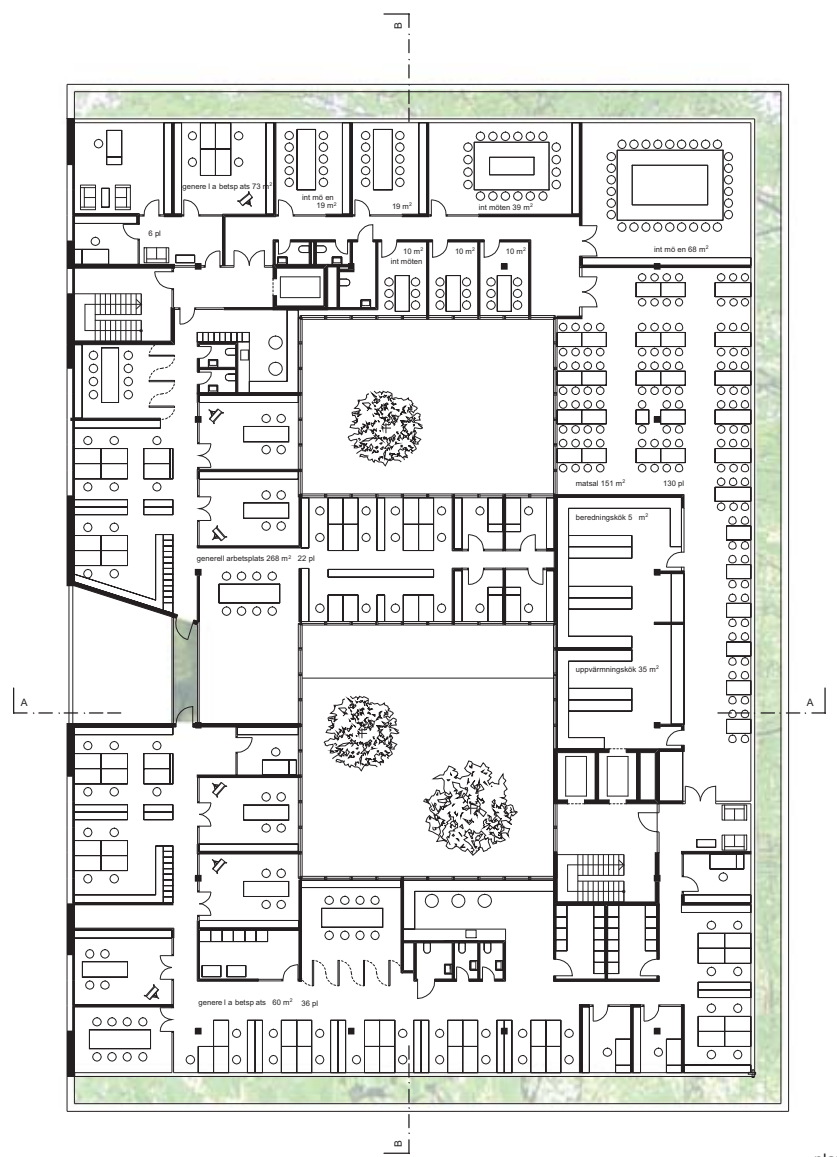 B
genere l a betsp ats 73 m²
int mö en
19 m²
19 m²
int möten 39 m²
int mö en 68 m²
6 pl
10 m²
int möten
10 m²
10 m²
matsal 151 m² 130 pl
beredningskök 5 m²
generell arbetsplats 268 m² 22 pl
uppvärmningskök 35 m²
A
A
genere l a betsp ats 60 m² 36 pl
B